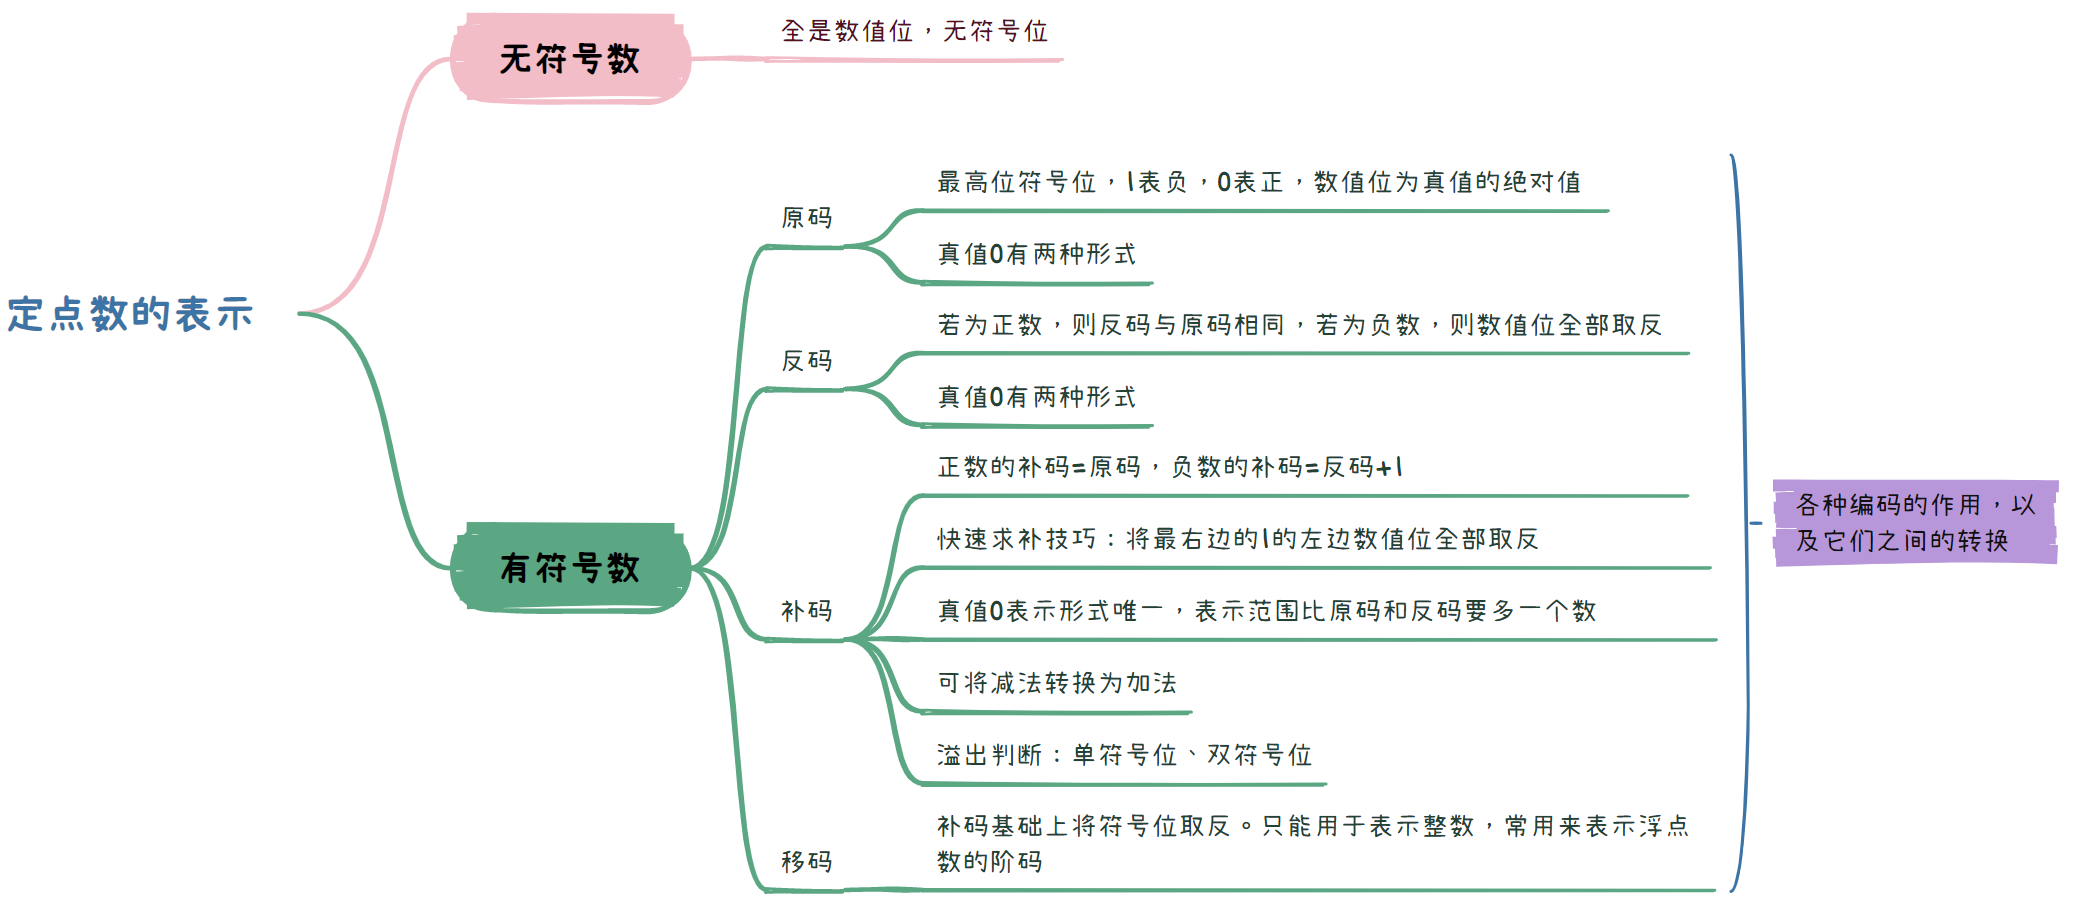 无符号数
全是数值位，无符号位
定点数的表示
有符号数
原码
最高位符号位，1表负，0表正，数值位为真值的绝对值
真值0有两种形式
反码
若为正数，则反码与原码相同，若为负数，则数值位全部取反
真值0有两种形式
补码
正数的补码=原码，负数的补码=反码+1
快速求补技巧：将最右边的1的左边数值位全部取反
真值0表示形式唯一，表示范围比原码和反码要多一个数
可将减法转换为加法
溢出判断：单符号位、双符号位
移码
补码基础上将符号位取反。只能用于表示整数，常用来表示浮点
数的阶码
各种编码的作用，以
及它们之间的转换